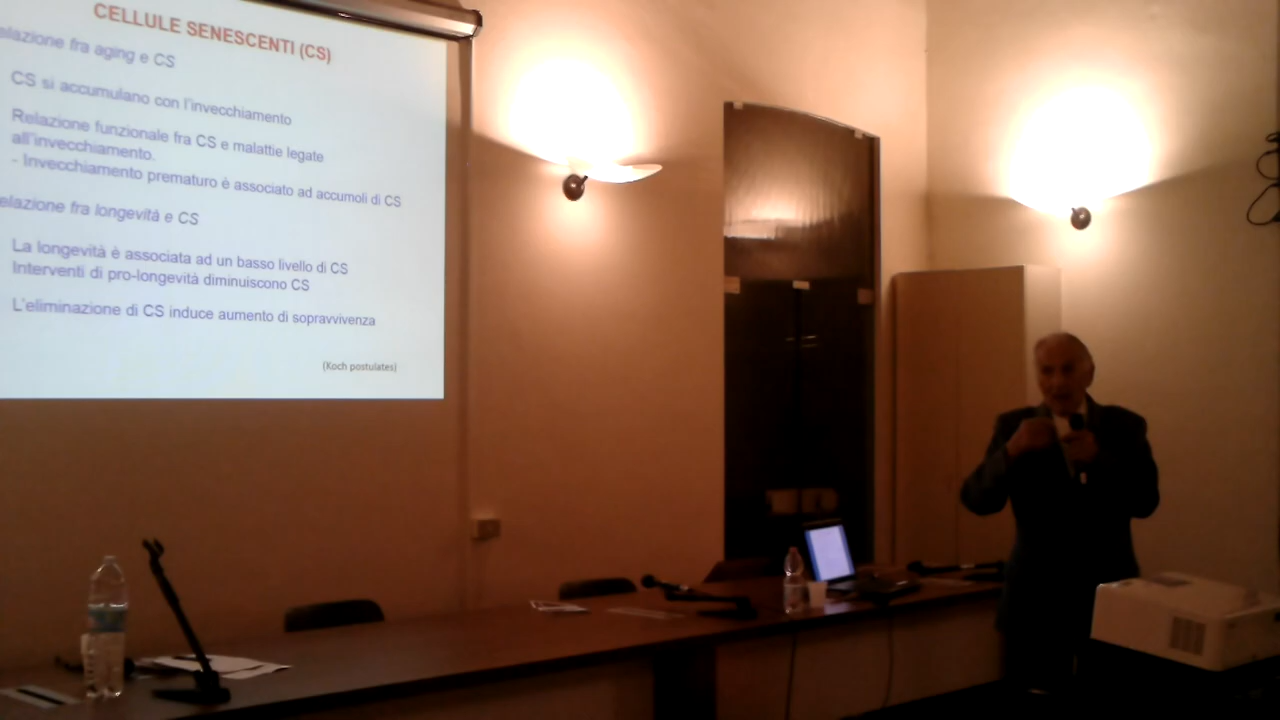 CELLULE SENESCENTI (CS)
elazione fra aging e CS
CS si accumulano con l'invecchiamento
Relazione funzionale fra CS e malattie legate
all'invecchiamento.
- Invecchiamento prematuro è associato ad accumoli di CS
elazione fra longevità e CS
La longevità è associata ad un basso livello di CS
Interventi di pro-longevità diminuiscono CS
L'eliminazione di CS induce aumento di sopravvivenza
(Koch postulates)